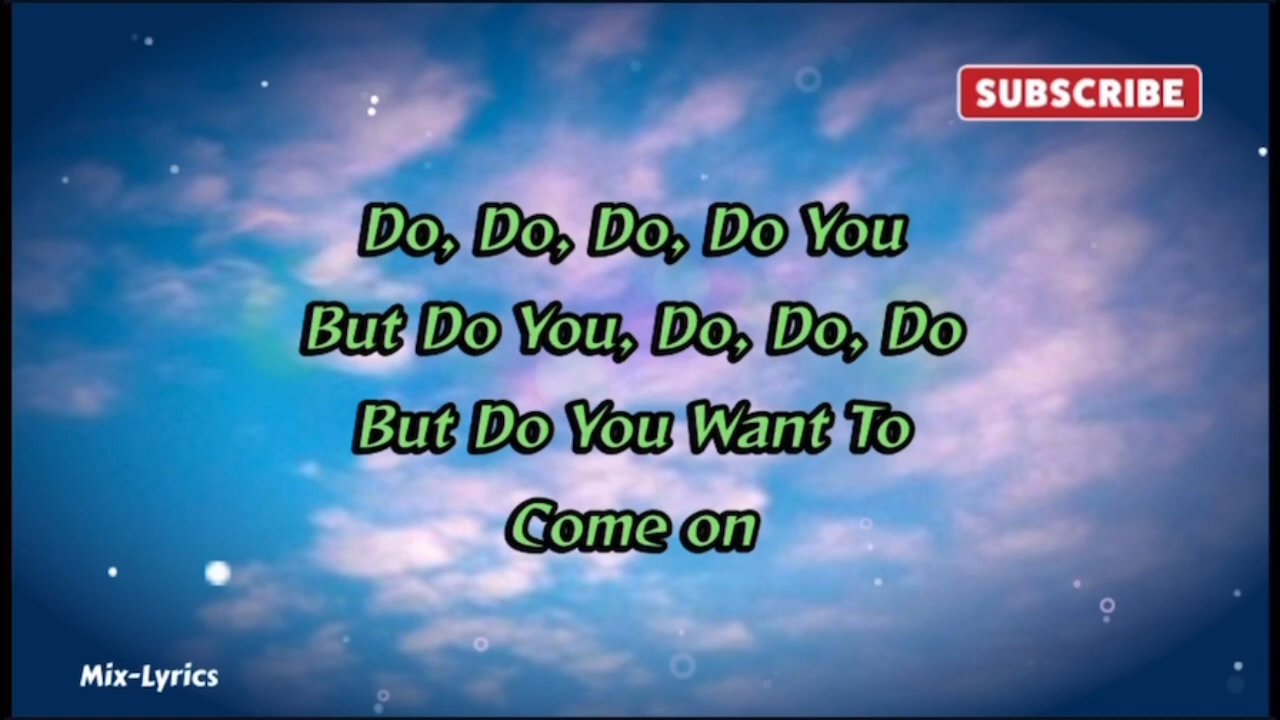 SUBSCRIBE
Do, Do, Do, Do You
But Do You, Do, Do, Do
But Do You Want To
Come on
Mix-Lyrics